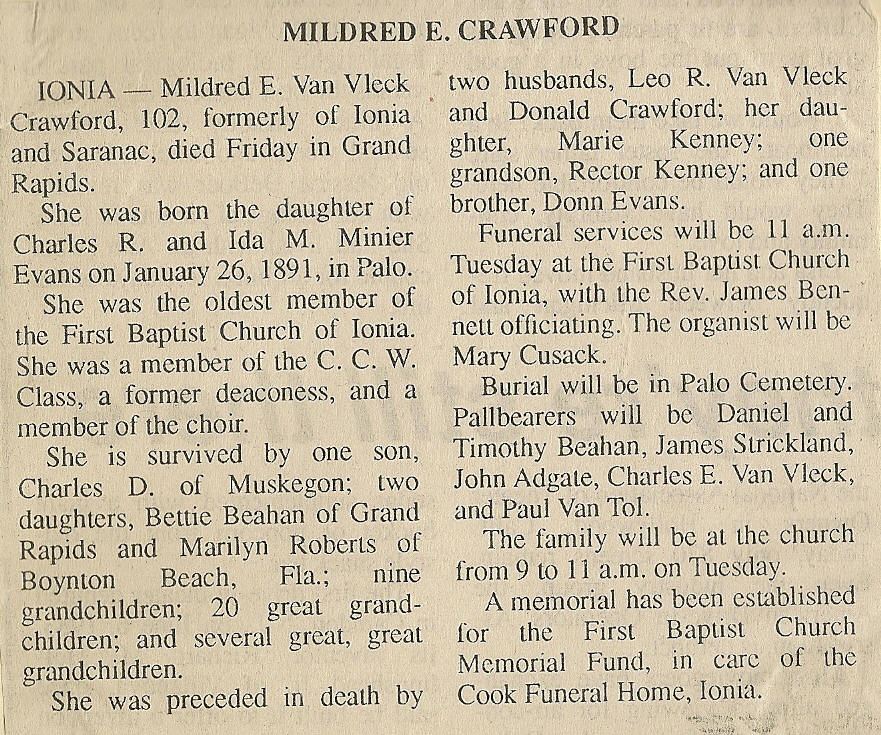 MILDRED E. CRAWFORD
IONIA — Mildred E. Van Vleck
Crawford, 102, formerly of Ionia
and Saranac, died Friday in Grand
Rapids.
She was born the daughter of
Charles R. and Ida M. Minier
Evans on January 26, 1891, in Palo.
She was the oldest member of
the First Baptist Church of Ionia.
She was a member of the C. C. W.
Class, a former deaconess, and a
member of the choir.
She is survived by one son,
Charles D. of Muskegon; two
daughters, Bettie Beahan of Grand
Rapids and Marilyn Roberts of
Boynton Beach, Fla.; nine
grandchildren; 20 great grand-
children; and several great, great
grandchildren.
She was preceded in death by
two husbands, Leo R. Van Vleck
and Donald Crawford; her dau-
ghter, Marie Kenney; one
grandson, Rector Kenney; and one
brother, Donn Evans.
Funeral services will be 11 a.m.
Tuesday at the First Baptist Church
of Ionia, with the Rev. James Ben-
nett officiating. The organist will be
Mary Cusack.
Burial will be in Palo Cemetery.
Pallbearers will be Daniel and
Timothy Beahan, James Strickland,
John Adgate, Charles E. Van Vleck,
and Paul Van Tol.
The family will be at the church
from 9 to 11 a.m. on Tuesday.
A memorial has been established
for the First Baptist Church
Memorial Fund, in care of the
Cook Funeral Home, Ionia.